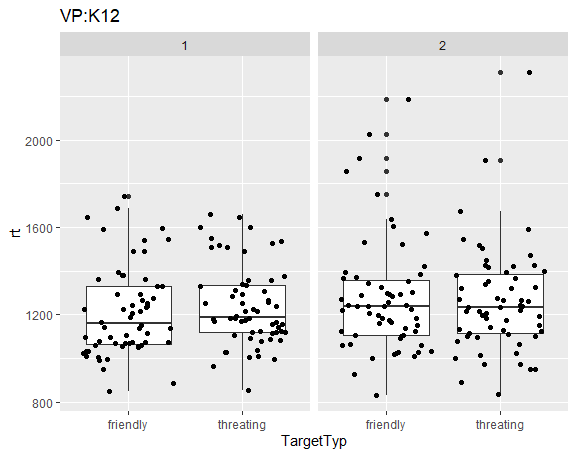 VP:K12
1
2
rt
2000
1600
1200
800
friendly
threating
friendly
threating
TargetTyp